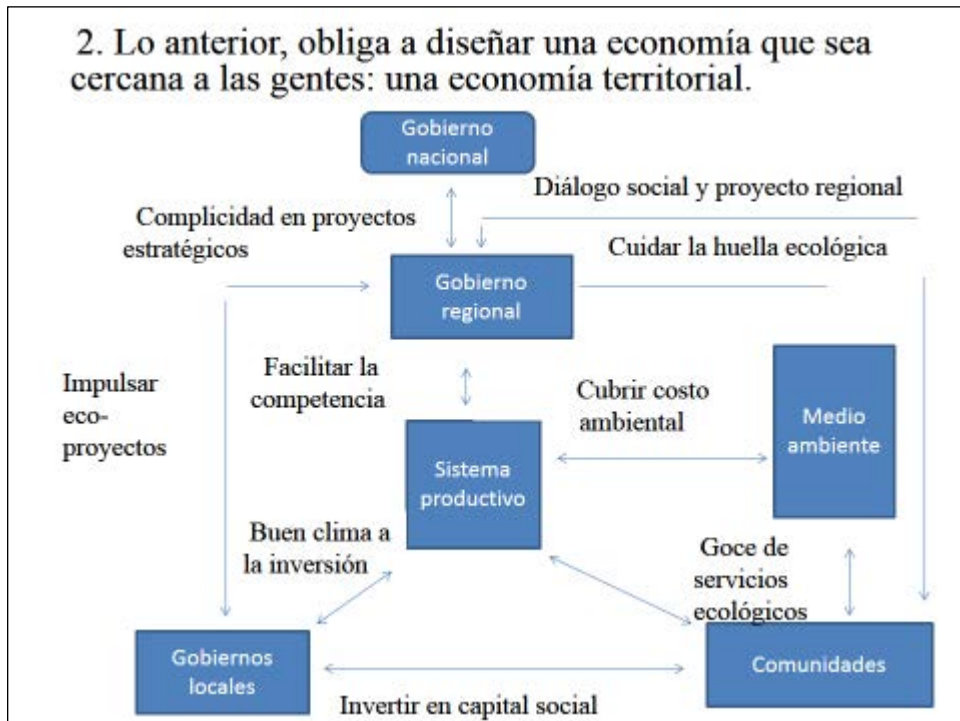 2. Lo anterior, obliga a diseñar una economía que sea
cercana a las gentes: una economía territorial.
Gobierno
nacional
Diálogo social y proyecto regional
Complicidad en proyectos
estratégicos
Cuidar la huella ecológica
Gobierno
regional
Facilitar la
competencia
Impulsar
eco-
proyectos
Cubrir costo
ambiental
Medio
ambiente
Sistema
productivo
Buen clima a
la inversión
Goce de
servicios
ecológicos
Gobiernos
locales
Comunidades
Invertir en capital social